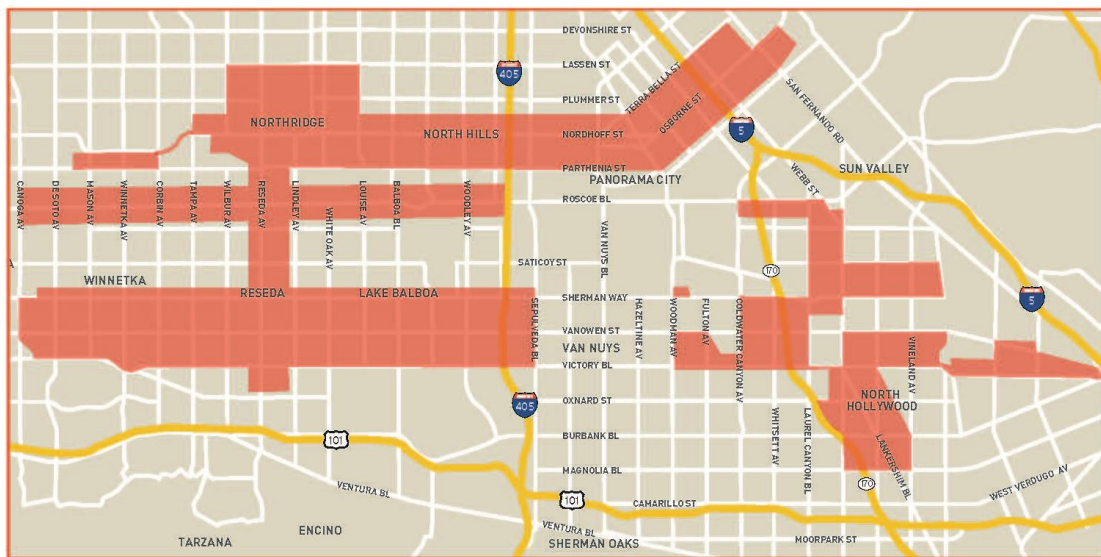 DEVONSHIRE ST
LASSEN ST
405
PLUMMER ST
TERRA BELLA ST
OSBORNE ST
SAN FERNANDO RD
NORTHRIDGE
NORTH HILLS
NORDHOFF ST
5
PARTHENIA ST
PANORAMA CITY
WEBB ST
SUN VALLEY
CANOGA AV
DESOTO AV
MASON AV
WINNETKA AV
CORBIN AV
TAMPA AV
WILBUR AV
RESEDA AV
LINDLEY AV
WHITE OAK AV
LOUISE AV
BALBOA BL
WOODLEY AV
ROSCOE BL
VAN NUYS BL
SATICOY ST
170
A
WINNETKA
RESEDA
LAKE BALBOA
SHERMAN WAY
5
SEPULVEDA BL
HAZELTINE AV
WOODMAN AV
FULTON AV
COLDWATER CANYON AV
VANOWEN ST
VAN NUYS
VICTORY BL
VINELAND AV
405
OXNARD ST
NORTH
HOLLYWOOD
101
BURBANK BL
WHITSETT AV
LAUREL CANYON BL
LANKERSHIM BL
MAGNOLIA BL
170
WEST VERDUGO AV
VENTURA BL
101
CAMARILLO ST
ENCINO
VENTURA BL
TARZANA
SHERMAN OAKS
MOORPARK ST